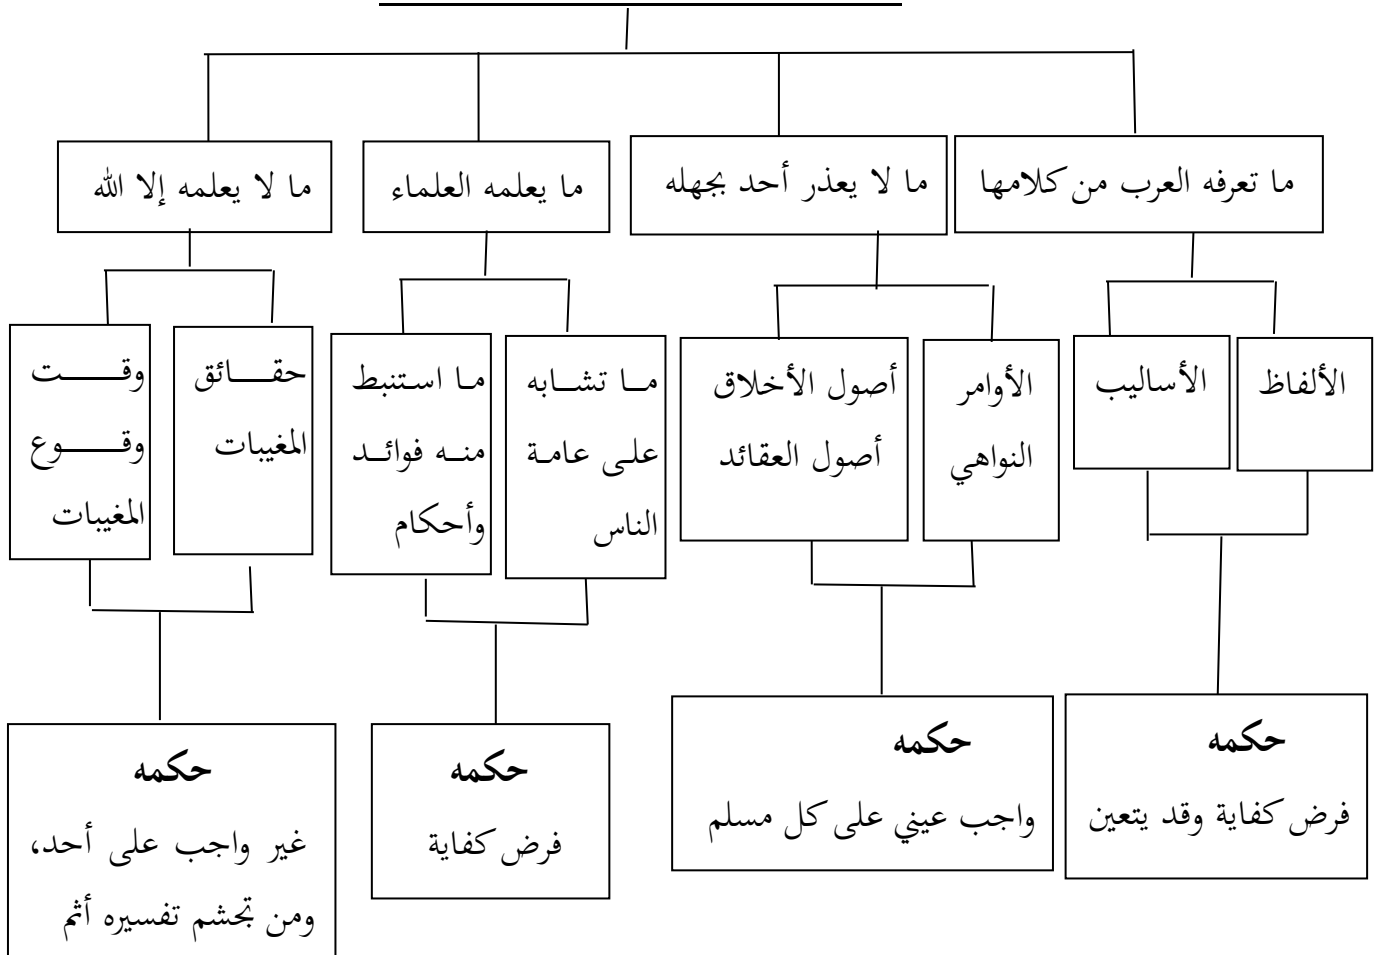 ما تعرفه العرب من كلامها
ما لا يعذر أحد بجهله
ما يعلمه العلماء
ما لا يعلمه إلا الله
الألفاظ
الأساليب
الأوامر
النواهي
أصول الأخلاق
أصول العقائد
ما تشابه
على عامة
الناس
ما استنبط
منه فوائد
وأحكام
حقائق
المغيبات
وقت
وقوع
المغيبات
حكمه
فرض كفاية وقد يتعين
حكمه
واجب عيني على كل مسلم
حكمه
فرض كفاية
حكمه
غير واجب على أحد،
ومن تجشم تفسيره أثم